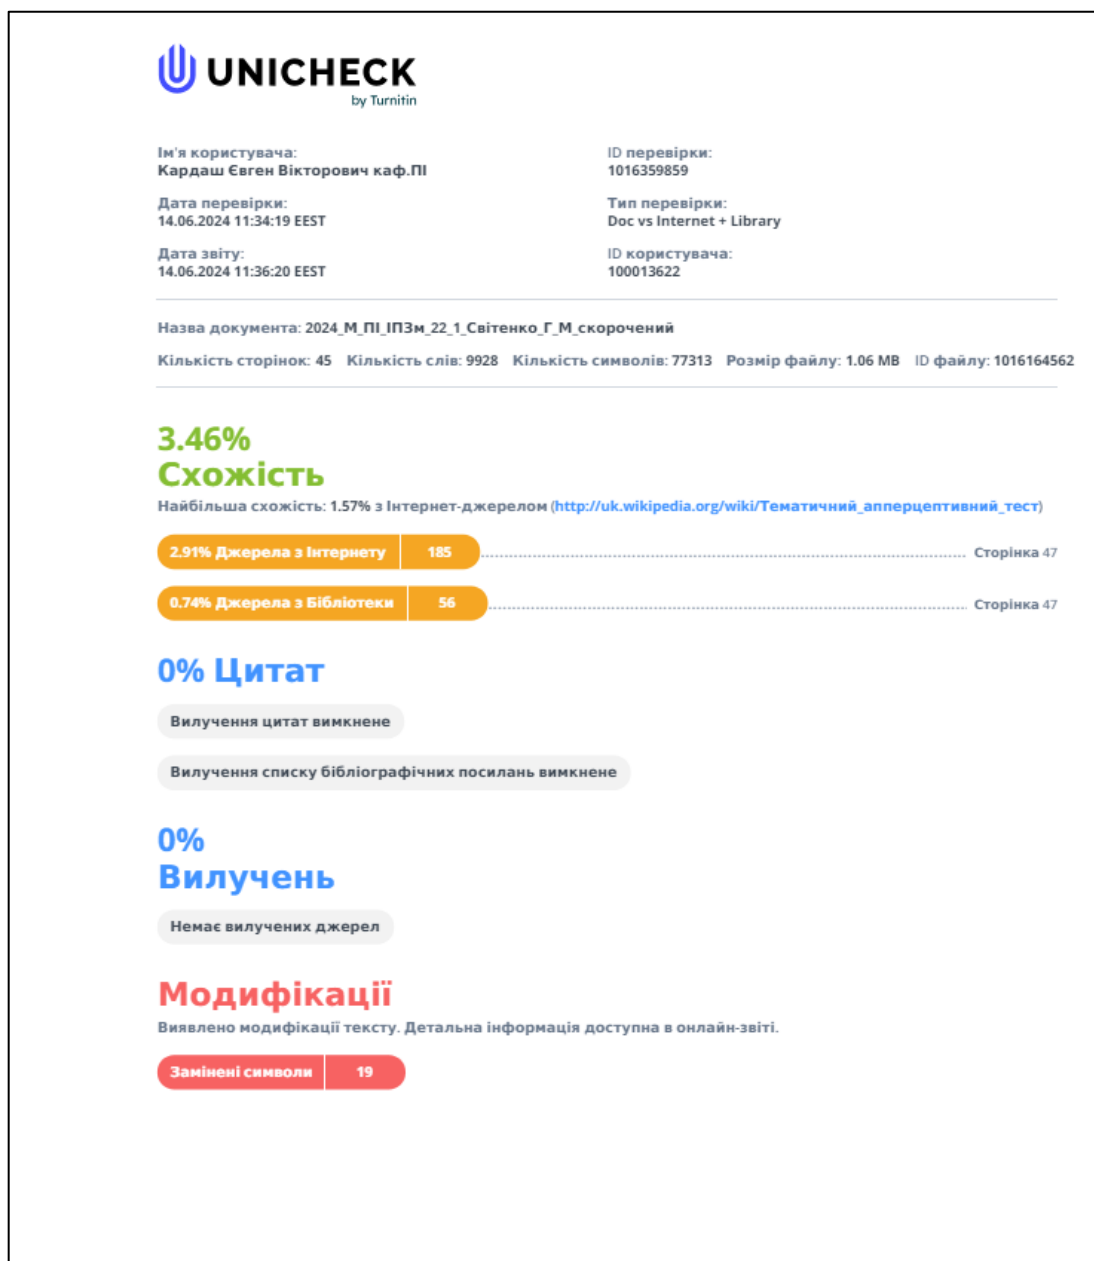 UNICHECK
by Turnitin
Ім'я користувача:
Кардаш Євген Вікторович каф.ПІ
ID перевірки:
1016359859
Дата перевірки:
14.06.2024 11:34:19 EEST
Тип перевірки:
Doc vs Internet + Library
Дата звіту:
14.06.2024 11:36:20 EEST
ID користувача:
100013622
Назва документа: 2024_М_ПІ_ІПЗм_22_1_Світенко_Г_М_скорочений
Кількість сторінок: 45 Кількість слів: 9928 Кількість символів: 77313 Розмір файлу: 1.06 MB ID файлу: 1016164562
3.46%
Схожість
Найбільша схожість: 1.57% з Інтернет-джерелом (http://uk.wikipedia.org/wiki/Тематичний_апперцептивний_тест)
2.91% Джерела з Інтернету 185 Сторінка 47
0.74% Джерела з Бібліотеки 56 Сторінка 47
0% Цитат
Вилучення цитат вимкнене
Вилучення списку бібліографічних посилань вимкнене
0%
Вилучень
Немає вилучених джерел
Модифікації
Виявлено модифікації тексту. Детальна інформація доступна в онлайн-звіті.
Замінені символи 19